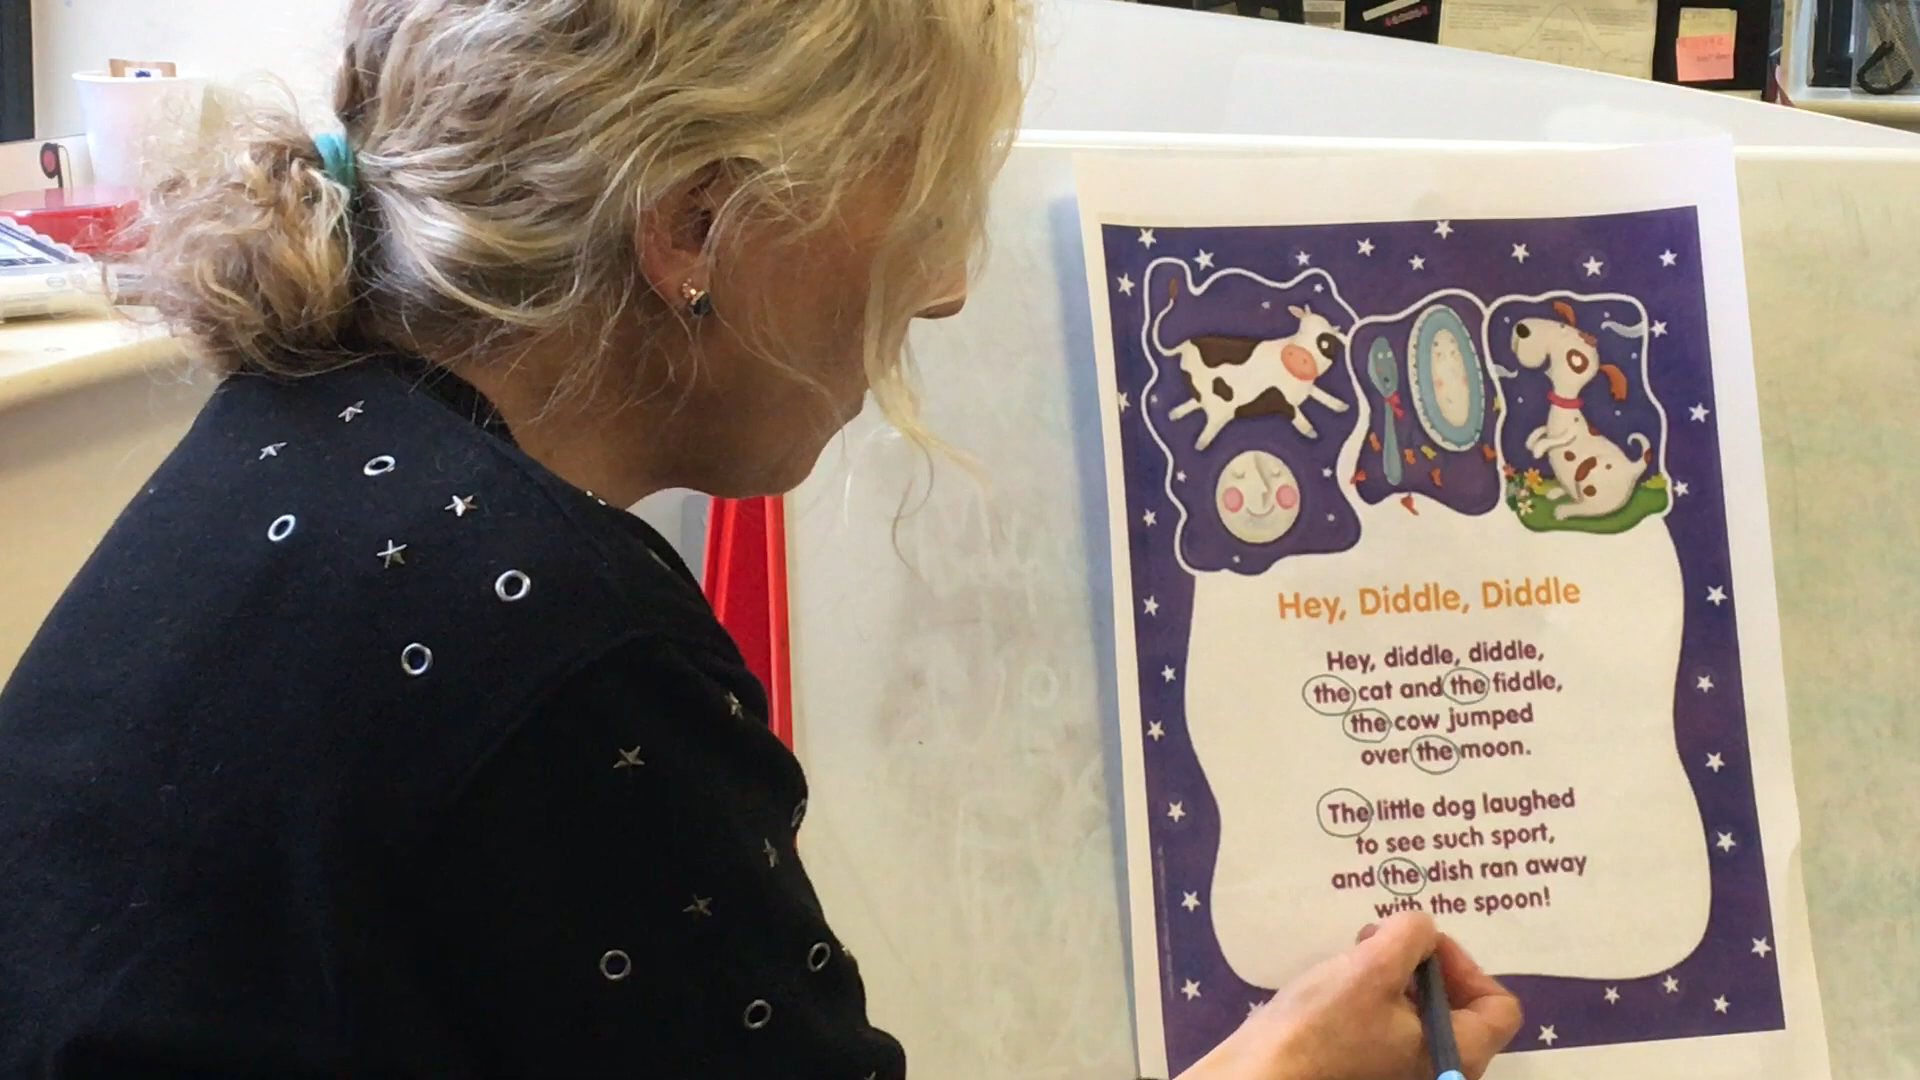 Hey, Diddle, Diddle
Hey, diddle, diddle,
the cat and the fiddle,
the cow jumped
over the moon.
The little dog laughed
to see such sport,
and the dish ran away
with the spoon!